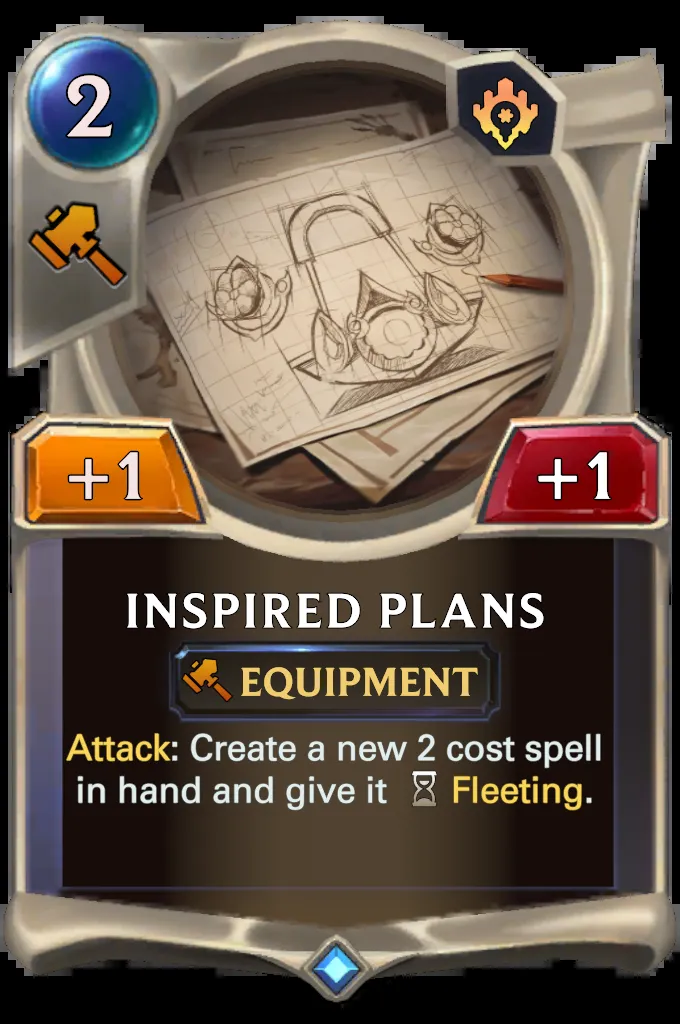 2
+1
+1
INSPIRED PLANS
EQUIPMENT
Attack: Create a new 2 cost spell
in hand and give it Fleeting.